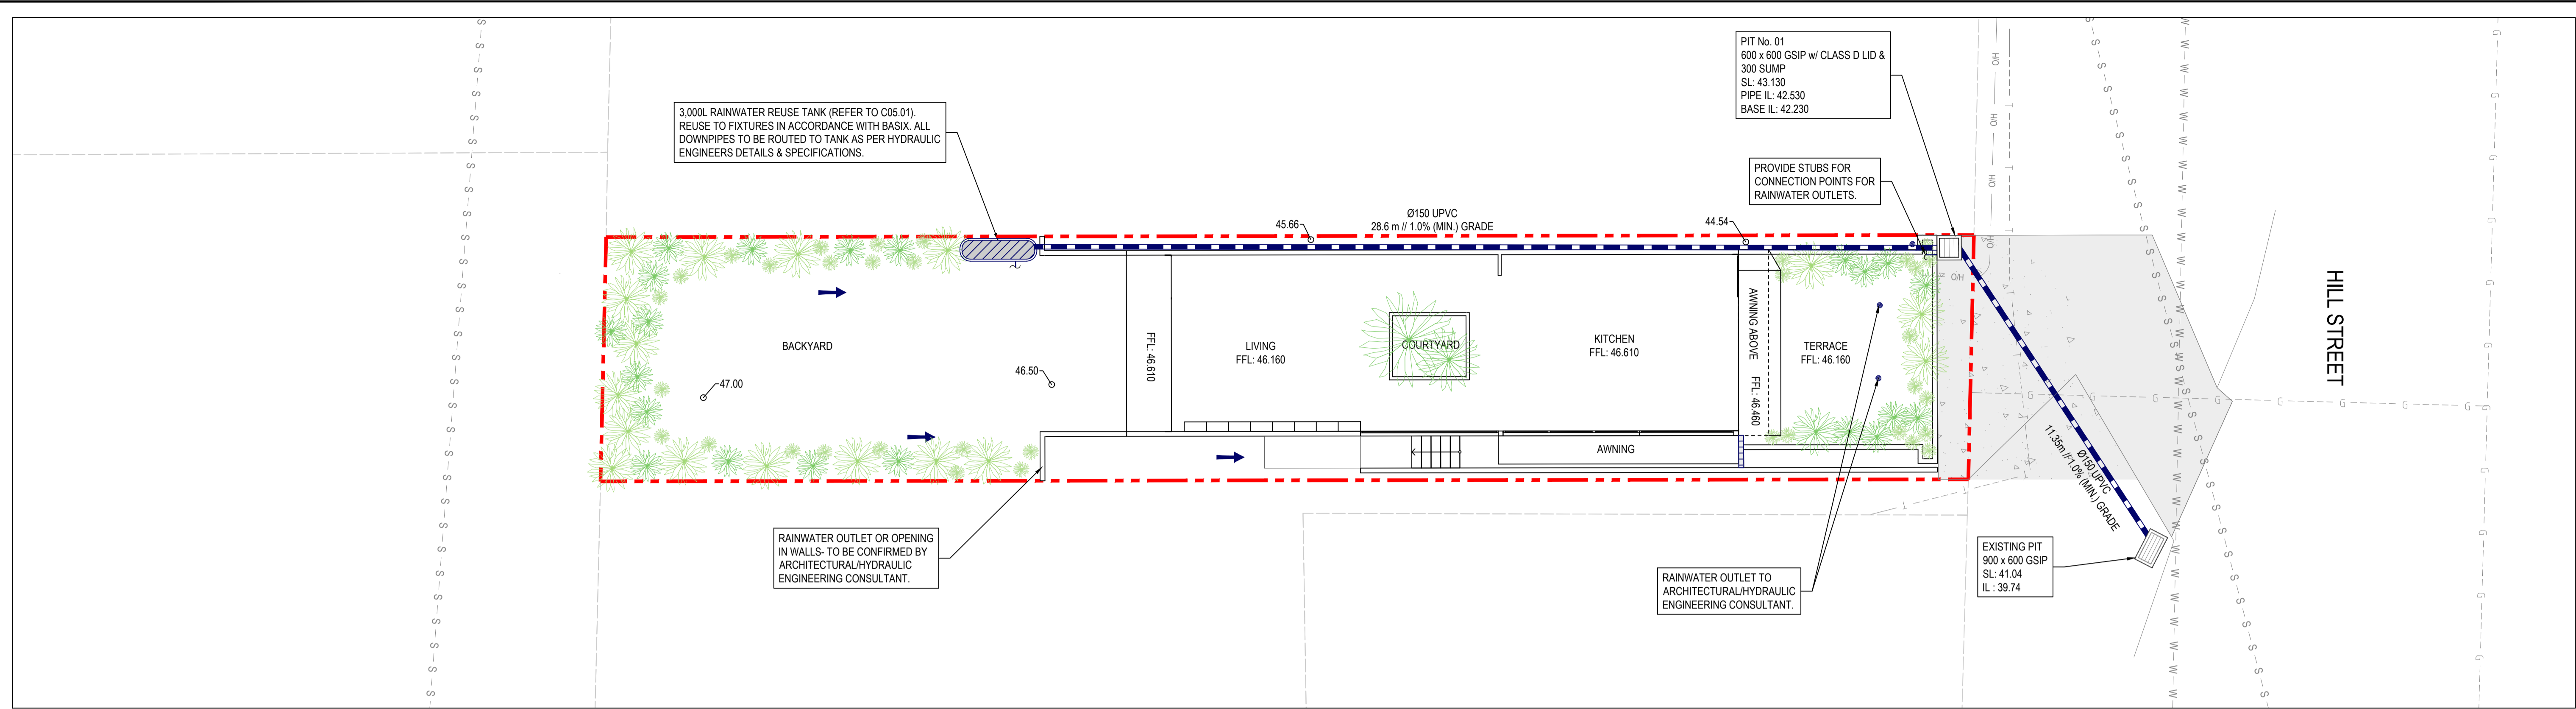 PIT No. 01
600 x 600 GSIP w/ CLASS D LID &
300 SUMP
SL: 43.130
PIPE IL: 42.530
BASE IL: 42.230
3,000L RAINWATER REUSE TANK (REFER TO C05.01).
REUSE TO FIXTURES IN ACCORDANCE WITH BASIX. ALL
DOWNPIPES TO BE ROUTED TO TANK AS PER HYDRAULIC
ENGINEERS DETAILS & SPECIFICATIONS.
PROVIDE STUBS FOR
CONNECTION POINTS FOR
RAINWATER OUTLETS.
45.66
Ø150 UPVC
28.6 m // 1.0% (MIN.) GRADE
44.54
HILL STREET
BACKYARD
47.00
46.50
FFL: 46.610
LIVING
FFL: 46.160
COURTYARD
KITCHEN
FFL: 46.610
AWNING ABOVE
FFL: 46.460
TERRACE
FFL: 46.160
AWNING
Ø150 UPVC
11.35m // 1.0% (MIN.) GRADE
RAINWATER OUTLET OR OPENING
IN WALLS- TO BE CONFIRMED BY
ARCHITECTURAL/HYDRAULIC
ENGINEERING CONSULTANT.
RAINWATER OUTLET TO
ARCHITECTURAL/HYDRAULIC
ENGINEERING CONSULTANT.
EXISTING PIT
900 x 600 GSIP
SL: 41.04
IL : 39.74